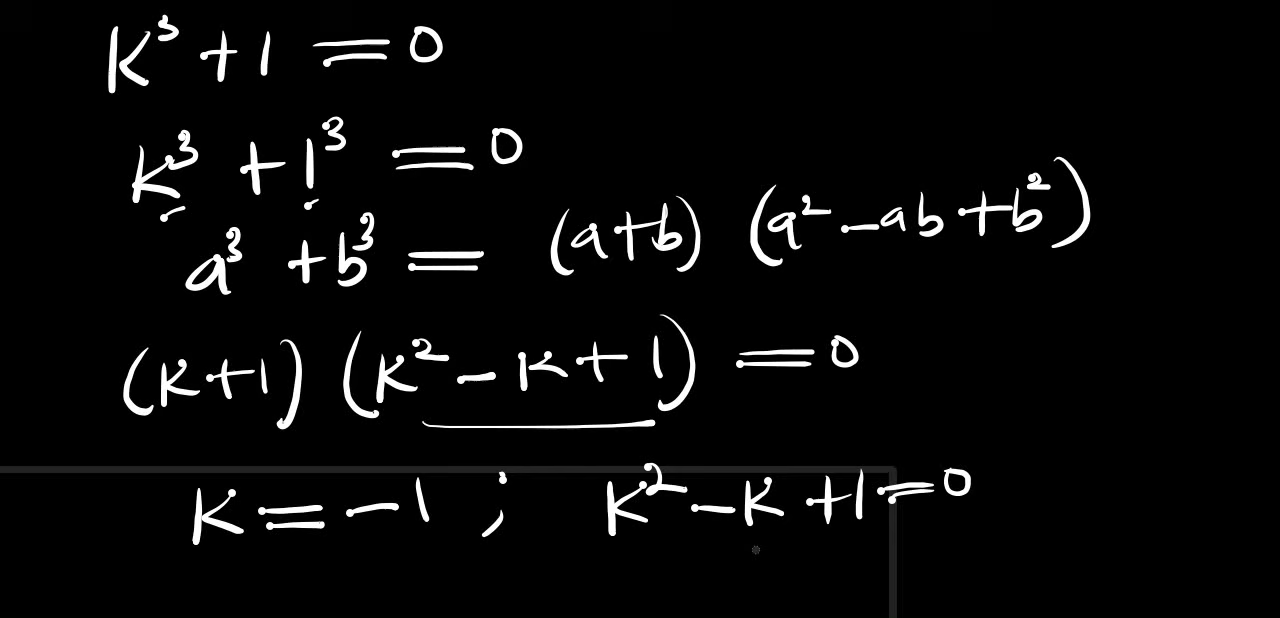 K³ + 1 = 0
K³ + 1³ = 0
a³ + b³ = (a+b) (a² - ab + b²)
(K+1) (K² - K + 1) = 0
K = -1 ; K² - K + 1 = 0